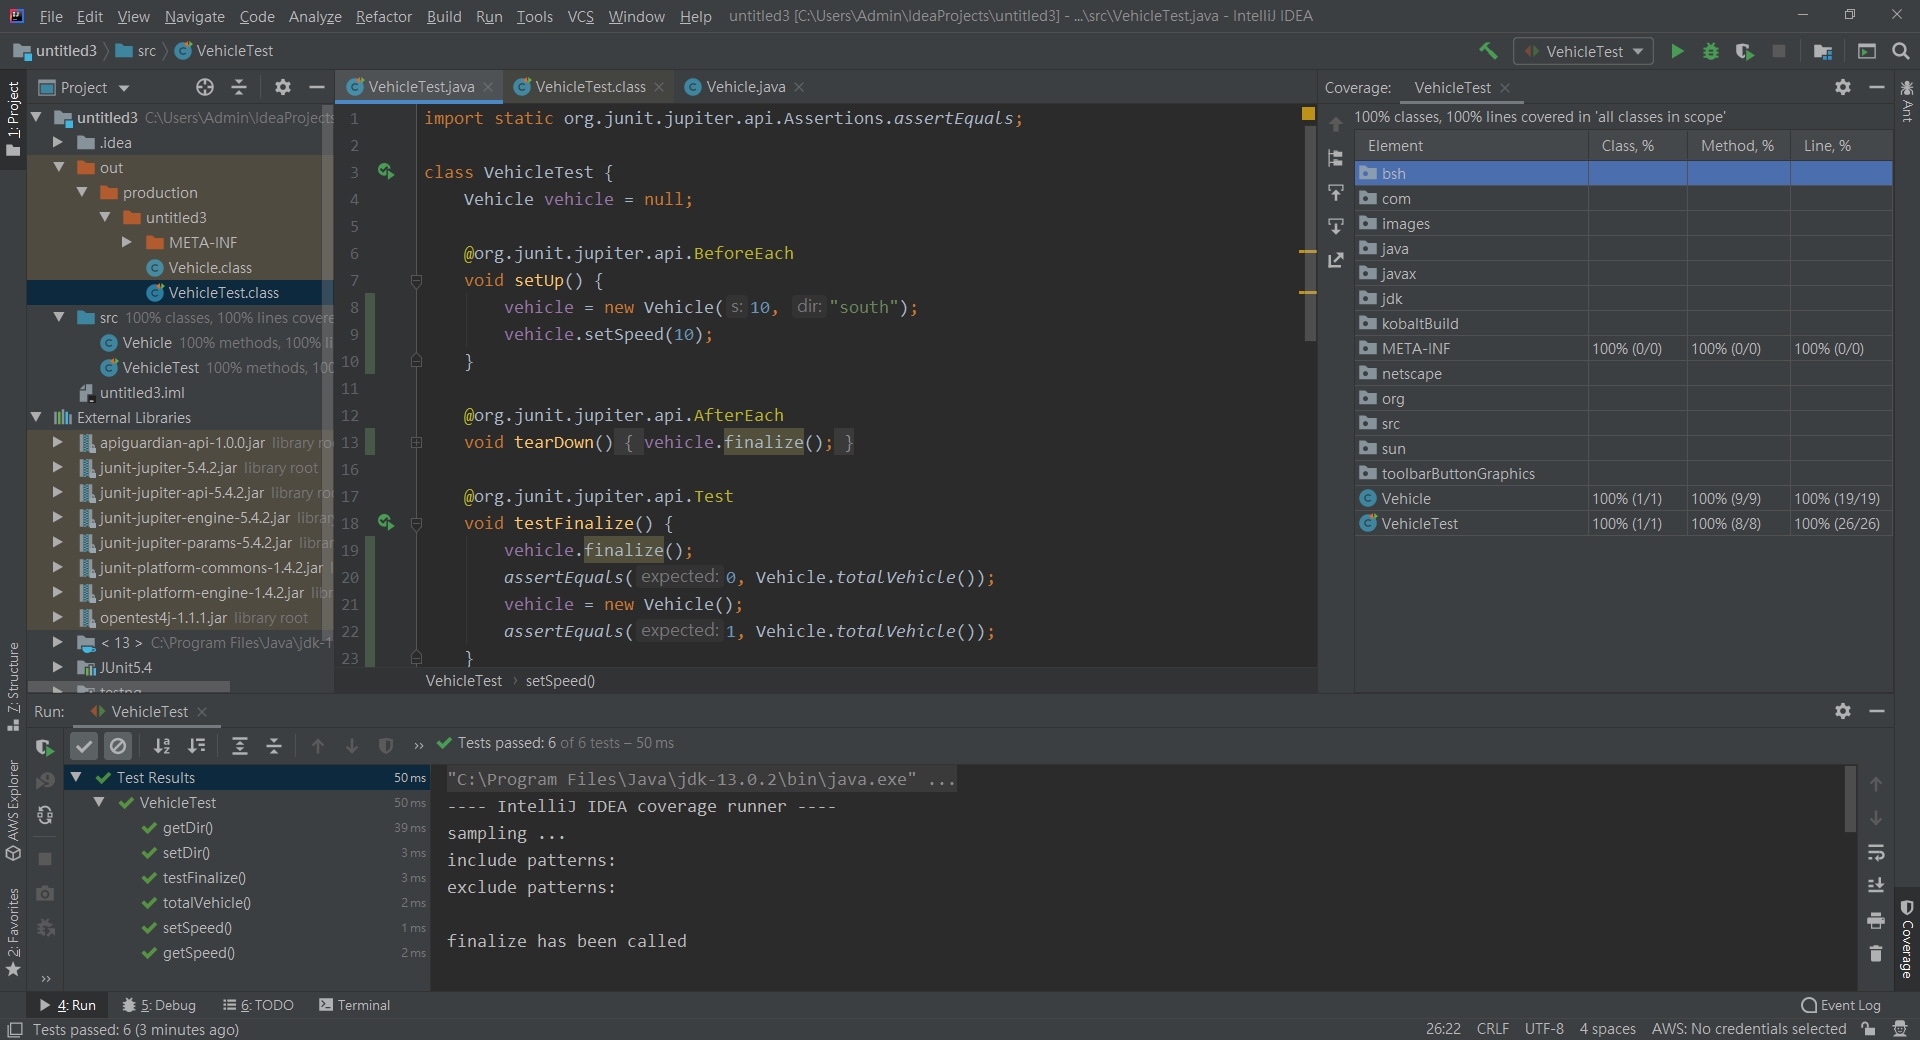 File Edit View Navigate Code Analyze Refactor Build Run Tools VCS Window Help untitled3 [C:\Users\Admin\IdeaProjects\untitled3] - ...\src\VehicleTest.java - IntelliJ IDEA
untitled3 src VehicleTest
VehicleTest
1: Project
Z: Structure
AWS Explorer
2: Favorites
Project
untitled3 C:\Users\Admin\IdeaProjects
.idea
out
production
untitled3
META-INF
Vehicle.class
VehicleTest.class
src 100% classes, 100% lines covere
Vehicle 100% methods, 100% li
VehicleTest 100% methods, 100
untitled3.iml
External Libraries
apiguardian-api-1.0.0.jar library ro
junit-jupiter-5.4.2.jar library root
junit-jupiter-api-5.4.2.jar library ro
junit-jupiter-engine-5.4.2.jar librar
junit-jupiter-params-5.4.2.jar libra
junit-platform-commons-1.4.2.jar
junit-platform-engine-1.4.2.jar libr
opentest4j-1.1.1.jar library root
< 13 > C:\Program Files\Java\jdk-1
JUnit5.4
testng
VehicleTest.java VehicleTest.class Vehicle.java
1 import static org.junit.jupiter.api.Assertions.assertEquals;
2
3 class VehicleTest {
4 Vehicle vehicle = null;
5
6 @org.junit.jupiter.api.BeforeEach
7 void setUp() {
8 vehicle = new Vehicle( s: 10, dir: "south");
9 vehicle.setSpeed(10);
10 }
11
12 @org.junit.jupiter.api.AfterEach
13 void tearDown() { vehicle.finalize(); }
16
17 @org.junit.jupiter.api.Test
18 void testFinalize() {
19 vehicle.finalize();
20 assertEquals( expected: 0, Vehicle.totalVehicle());
21 vehicle = new Vehicle();
22 assertEquals( expected: 1, Vehicle.totalVehicle());
23 }
VehicleTest setSpeed()
Coverage: VehicleTest
100% classes, 100% lines covered in 'all classes in scope'
Element Class, % Method, % Line, %
bsh
com
images
java
javax
jdk
kobaltBuild
META-INF 100% (0/0) 100% (0/0) 100% (0/0)
netscape
org
src
sun
toolbarButtonGraphics
Vehicle 100% (1/1) 100% (9/9) 100% (19/19)
VehicleTest 100% (1/1) 100% (8/8) 100% (26/26)
Ant
Coverage
Run: VehicleTest
Tests passed: 6 of 6 tests – 50 ms
Test Results 50 ms
VehicleTest 50 ms
getDir() 39 ms
setDir() 3 ms
testFinalize() 3 ms
totalVehicle() 2 ms
setSpeed() 1 ms
getSpeed() 2 ms
"C:\Program Files\Java\jdk-13.0.2\bin\java.exe" ...
---- IntelliJ IDEA coverage runner ----
sampling ...
include patterns:
exclude patterns:
finalize has been called
4: Run 5: Debug 6: TODO Terminal Event Log
Tests passed: 6 (3 minutes ago) 26:22 CRLF UTF-8 4 spaces AWS: No credentials selected